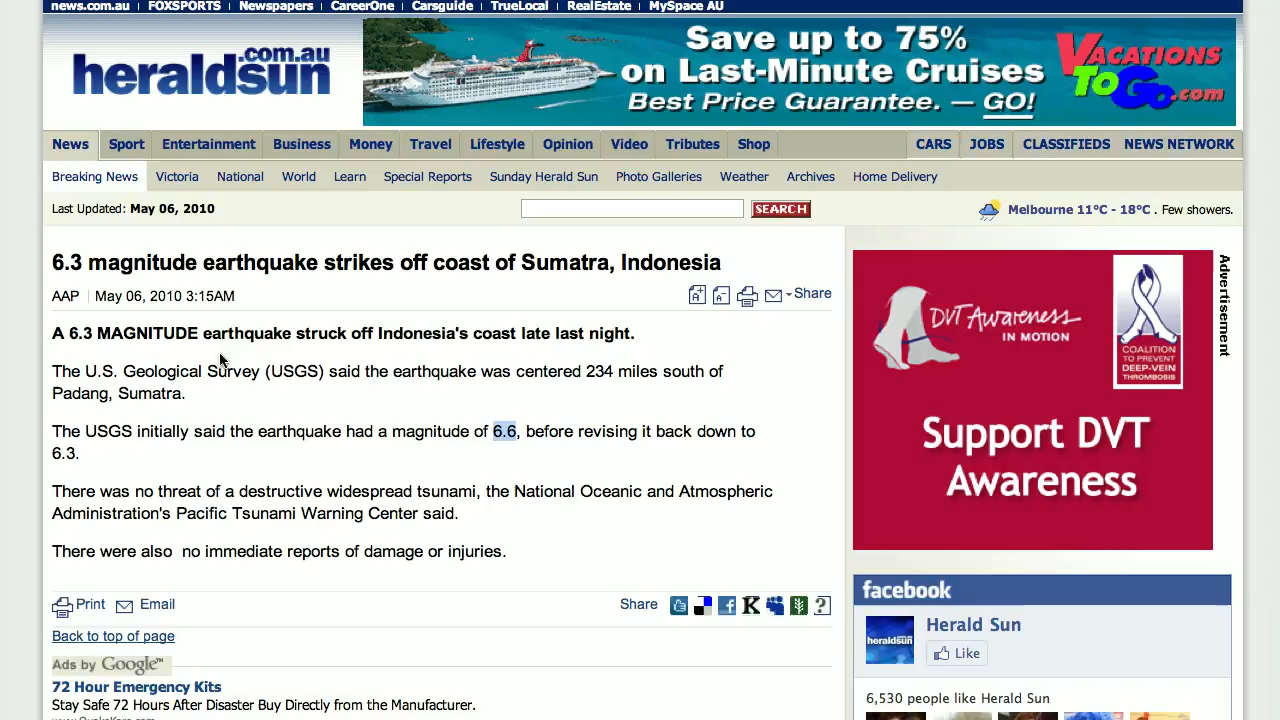 news.com.au FOXSPORTS Newspapers CareerOne Carsguide TrueLocal RealEstate MySpace AU
heraldsun.com.au
Save up to 75%
on Last-Minute Cruises
Best Price Guarantee. — GO!
VACATIONS
TOGO.com
News Sport Entertainment Business Money Travel Lifestyle Opinion Video Tributes Shop CARS JOBS CLASSIFIEDS NEWS NETWORK
Breaking News Victoria National World Learn Special Reports Sunday Herald Sun Photo Galleries Weather Archives Home Delivery
Last Updated: May 06, 2010 SEARCH Melbourne 11°C - 18°C . Few showers.
6.3 magnitude earthquake strikes off coast of Sumatra, Indonesia
AAP May 06, 2010 3:15AM A+ A- Share
A 6.3 MAGNITUDE earthquake struck off Indonesia's coast late last night.
The U.S. Geological Survey (USGS) said the earthquake was centered 234 miles south of
Padang, Sumatra.
The USGS initially said the earthquake had a magnitude of 6.6, before revising it back down to
6.3.
There was no threat of a destructive widespread tsunami, the National Oceanic and Atmospheric
Administration's Pacific Tsunami Warning Center said.
There were also no immediate reports of damage or injuries.
Print Email Share
Back to top of page
Ads by Google™
72 Hour Emergency Kits
Stay Safe 72 Hours After Disaster Buy Directly from the Manufacturer.
Advertisement
DVT Awareness
IN MOTION
COALITION
TO PREVENT
DEEP-VEIN
THROMBOSIS
Support DVT
Awareness
facebook
heraldsun
Herald Sun
Like
6,530 people like Herald Sun